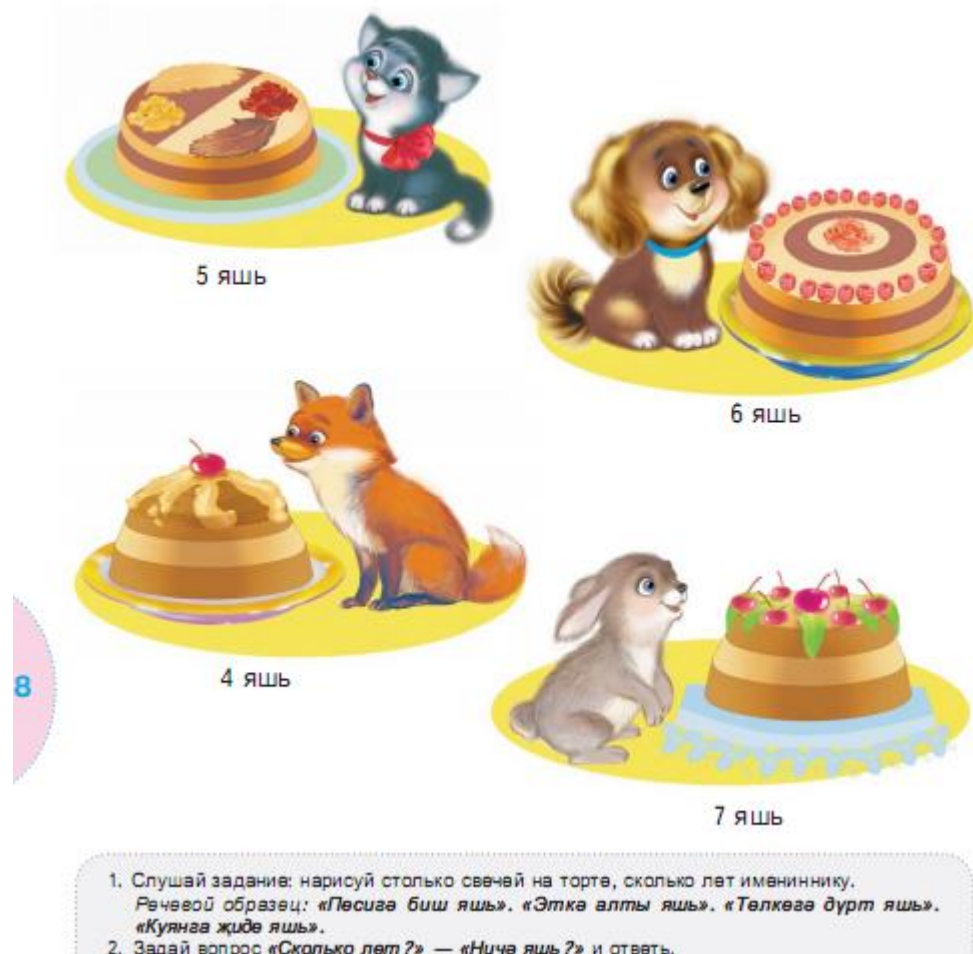 5 яшь
6 яшь
4 яшь
7 яшь
8
1. Слушай задание: нарисуй столько свечей на торте, сколько лет имениннику.
Речевой образец: «Песигә биш яшь». «Эткә алты яшь». «Төлкегә дүрт яшь».
«Куянга җиде яшь».
2. Задай вопрос «Сколько лет?» — «Ничә яшь?» и ответь.